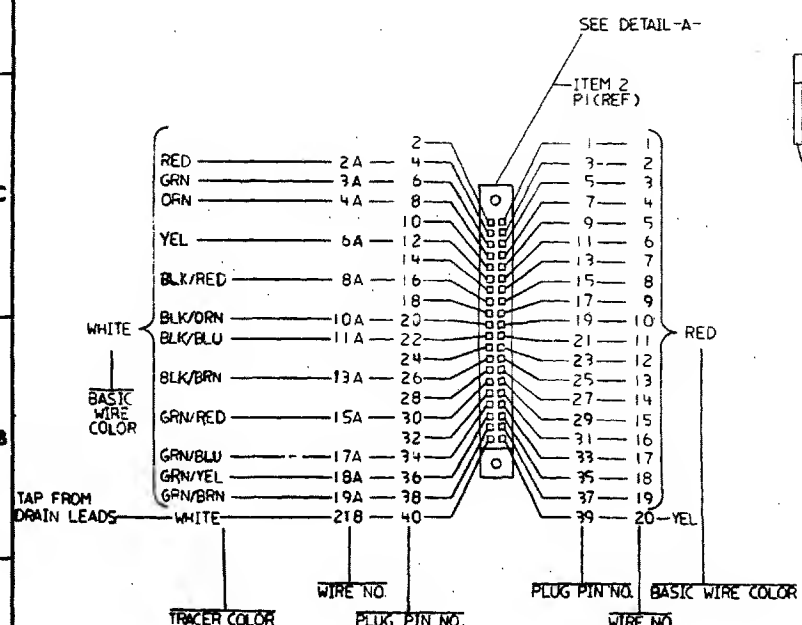 SEE DETAIL-A-
ITEM 2
P1(REF)
2 1 1
RED 2A 4 3 2
GRN 3A 6 5 3
C
ORN 4A 8 7 4
10 9 5
YEL 6A 12 11 6
14 13 7
BLK/RED 8A 16 15 8
18 17 9
BLK/ORN 10A 20 19 10
WHITE RED
BLK/BLU 11A 22 21 11
24 23 12
BLK/BRN 13A 26 25 13
28 27 14
BASIC
WIRE
COLOR
GRN/RED 15A 30 29 15
B
32 31 16
GRN/BLU 17A 34 33 17
GRN/YEL 18A 36 35 18
GRN/BRN 19A 38 37 19
TAP FROM
DRAIN LEADS WHITE 21B 40 39 20 YEL
WIRE NO. PLUG PIN NO. BASIC WIRE COLOR
TRACER COLOR PLUG PIN NO. WIRE NO.